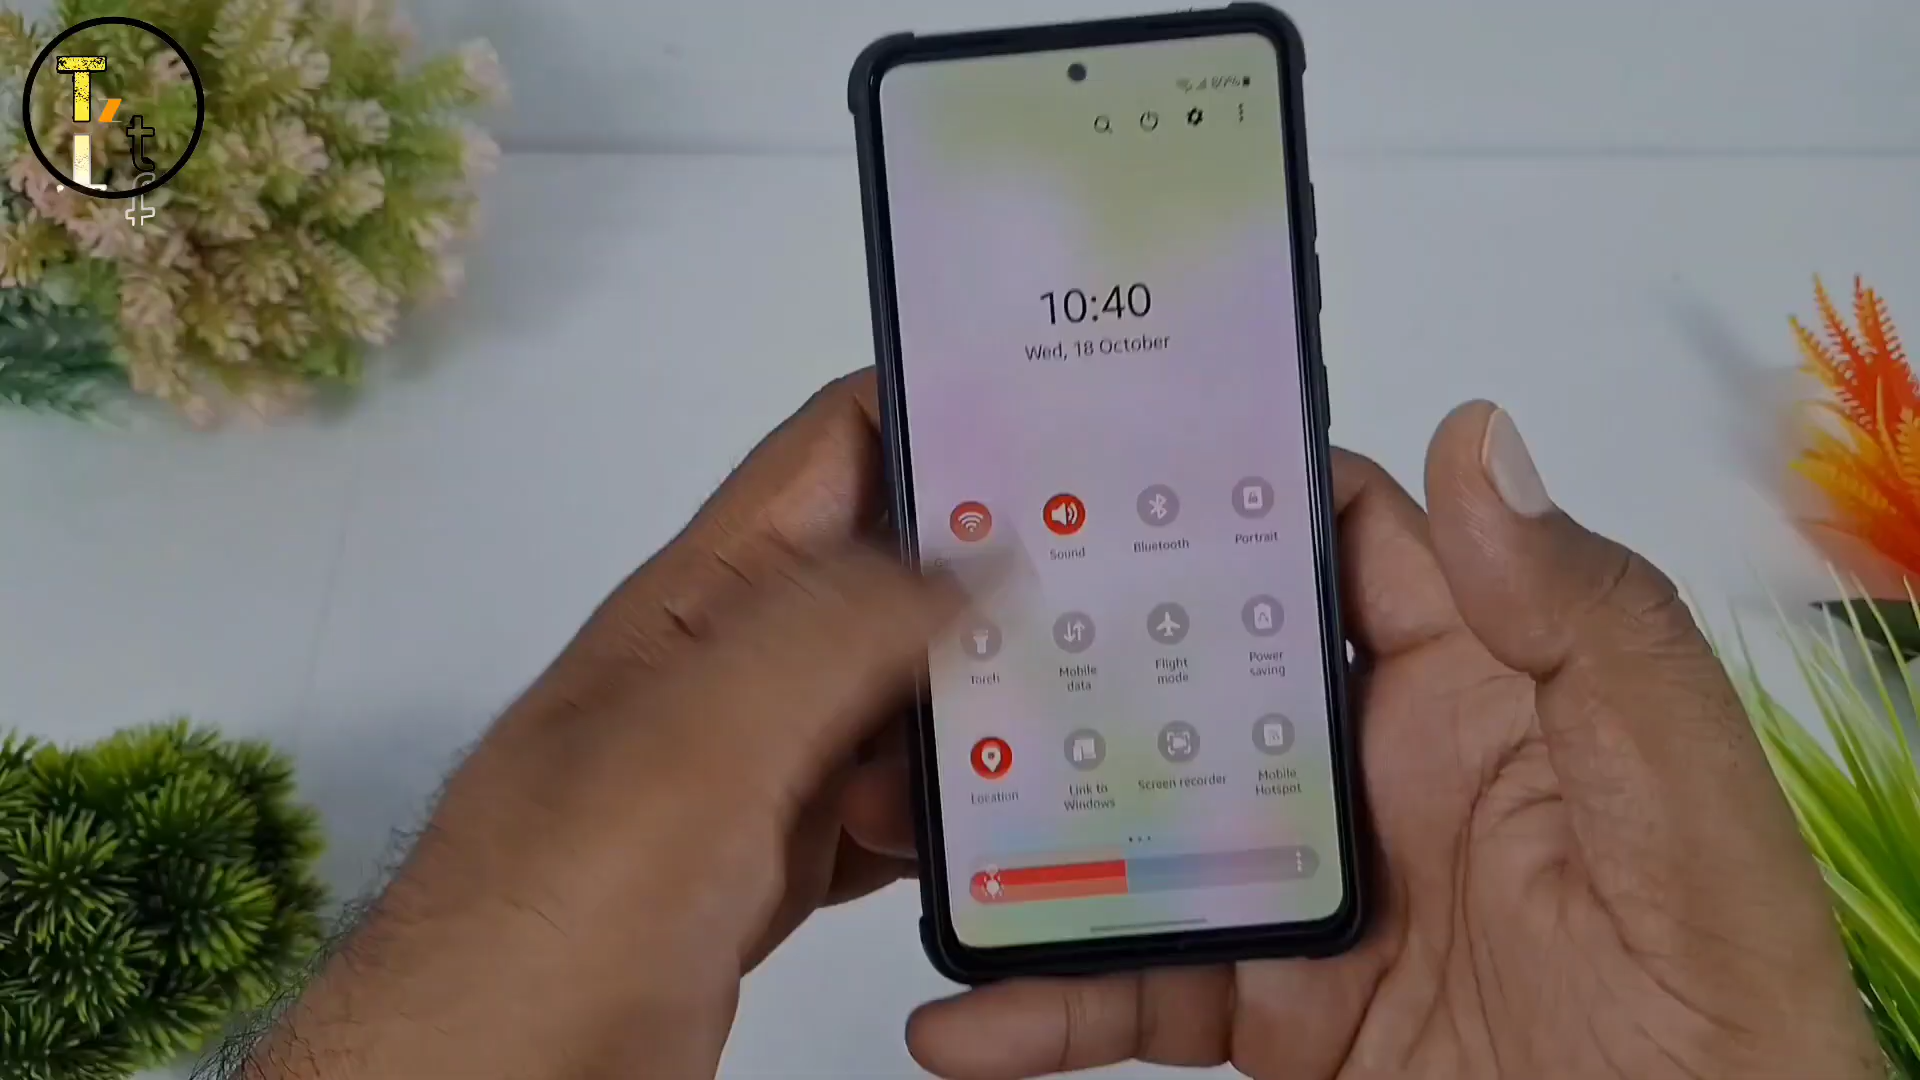 T
t
80%
10:40
Wed, 18 October
Sound
Bluetooth
Portrait
Torch
Mobile
data
Flight
mode
Power
saving
Location
Link to
Windows
Screen recorder
Mobile
Hotspot